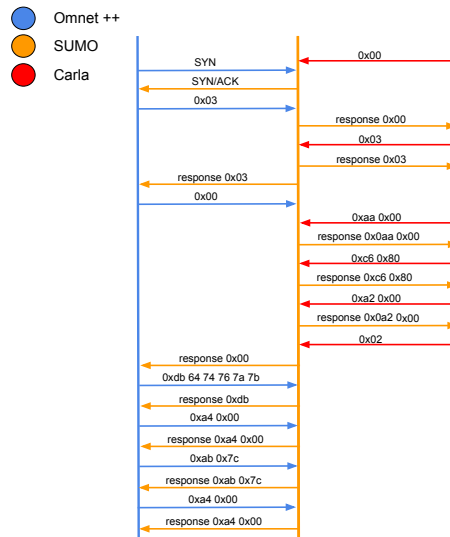 Omnet ++
SUMO
Carla
SYN
0x00
SYN/ACK
0x03
response 0x00
0x03
response 0x03
response 0x03
0x00
0xaa 0x00
response 0x0aa 0x00
0xc6 0x80
response 0xc6 0x80
0xa2 0x00
response 0x0a2 0x00
0x02
response 0x00
0xdb 64 74 76 7a 7b
response 0xdb
0xa4 0x00
response 0xa4 0x00
0xab 0x7c
response 0xab 0x7c
0xa4 0x00
response 0xa4 0x00